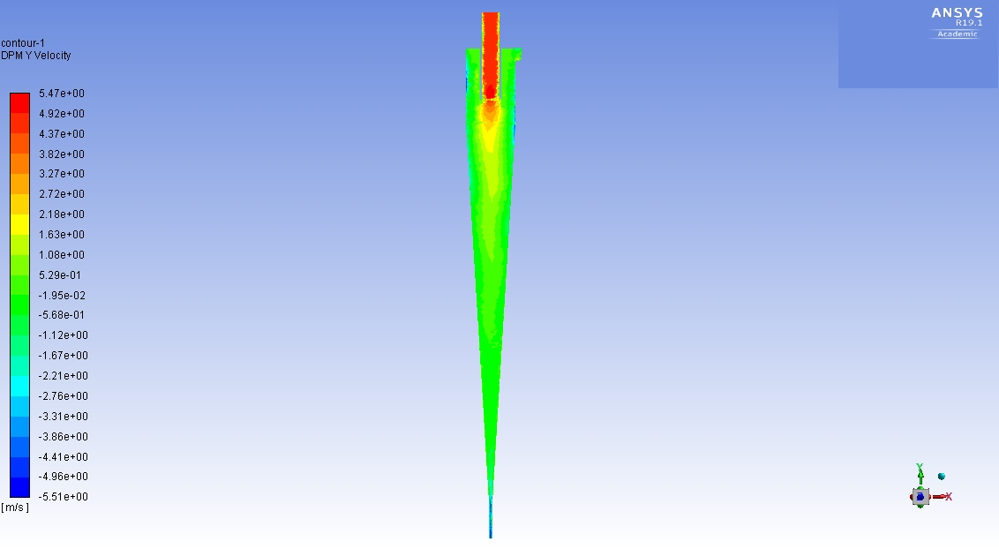 ANSYS
R19.1
Academic
contour-1
DPM Y Velocity
5.47e+00
4.92e+00
4.37e+00
3.82e+00
3.27e+00
2.72e+00
2.18e+00
1.63e+00
1.08e+00
5.29e-01
-1.95e-02
-5.68e-01
-1.12e+00
-1.67e+00
-2.21e+00
-2.76e+00
-3.31e+00
-3.86e+00
-4.41e+00
-4.96e+00
-5.51e+00
[m/s]
Y
X